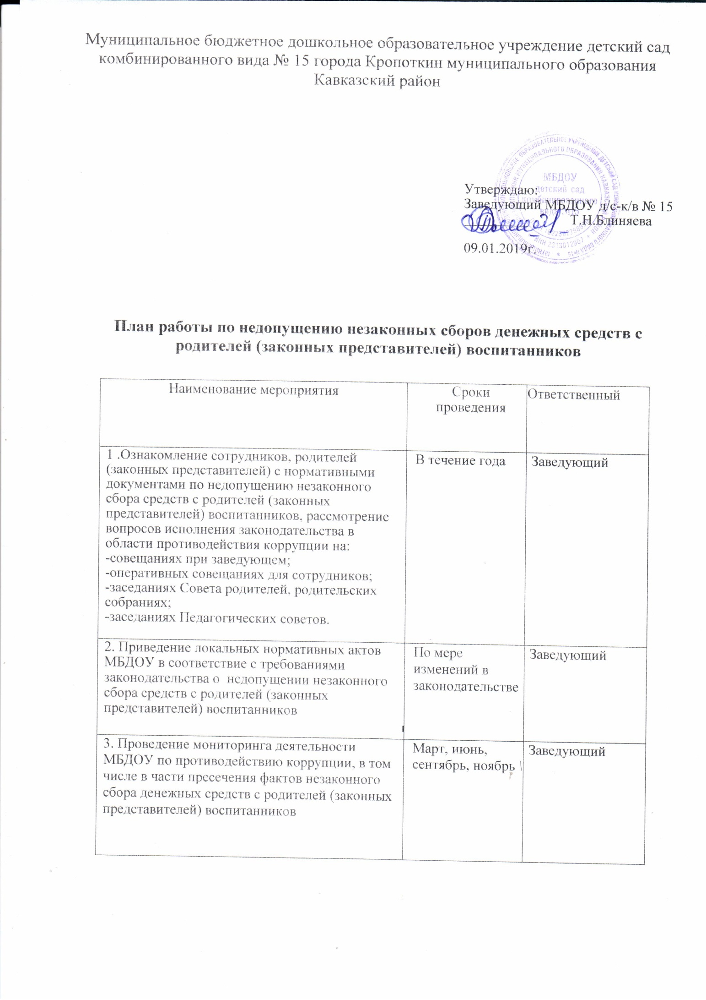 Муниципальное бюджетное дошкольное образовательное учреждение детский сад
комбинированного вида № 15 города Кропоткин муниципального образования
Кавказский район
МБДОУ
детский сад
комбинированного
Утверждаю:
Заведующий МБДОУ д/с-к/в № 15
Т.Н.Блиняева
ИНН 2313012907
09.01.2019г.
План работы по недопущению незаконных сборов денежных средств с
родителей (законных представителей) воспитанников
Наименование мероприятия
Сроки
проведения
Ответственный
1 .Ознакомление сотрудников, родителей
(законных представителей) с нормативными
документами по недопущению незаконного
сбора средств с родителей (законных
представителей) воспитанников, рассмотрение
вопросов исполнения законодательства в
области противодействия коррупции на:
-совещаниях при заведующем;
-оперативных совещаниях для сотрудников;
-заседаниях Совета родителей, родительских
собраниях;
-заседаниях Педагогических советов.
В течение года
Заведующий
2. Приведение локальных нормативных актов
МБДОУ в соответствие с требованиями
законодательства о  недопущении незаконного
сбора средств с родителей (законных
представителей) воспитанников
По мере
изменений в
законодательстве
Заведующий
3. Проведение мониторинга деятельности
МБДОУ по противодействию коррупции, в том
числе в части пресечения фактов незаконного
сбора денежных средств с родителей (законных
представителей) воспитанников
Март, июнь,
сентябрь, ноябрь \
Заведующий